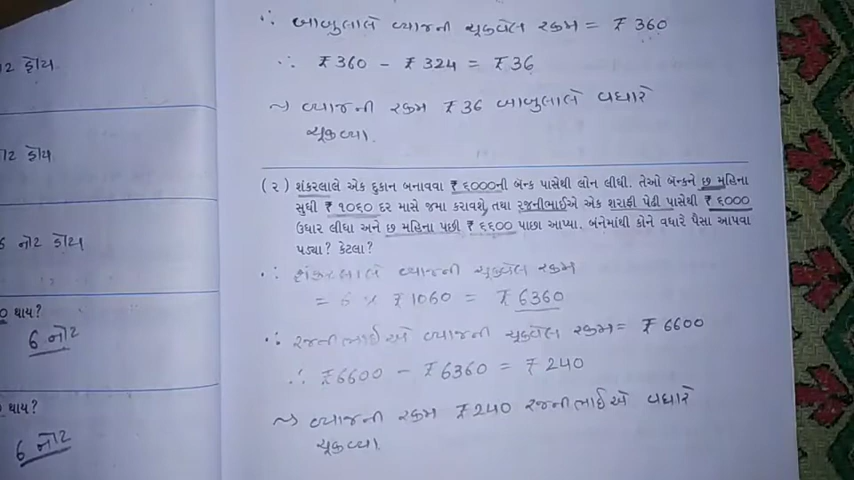 ∴ બાબુલાલે વ્યાજની ચૂકવેલ રકમ = ₹ 360
∴ ₹ 360 - ₹ 324 = ₹ 36
~) વ્યાજની રકમ ₹ 36 બાબુલાલે વધારે
ચૂકવ્યા.
(૨) શંકરલાલે એક દુકાન બનાવવા ₹ ૬૦૦૦ની બૅન્ક પાસેથી લોન લીધી. તેઓ બૅન્કને છ મહિના
સુધી ₹ ૧૦૬૦ દર માસે જમા કરાવશે, તથા રજનીભાઈએ એક શરાફી પેઢી પાસેથી ₹ ૬૦૦૦
ઉધાર લીધા અને છ મહિના પછી ₹ ૬૬૦૦ પાછા આપ્યા. બંનેમાંથી કોને વધારે પૈસા આપવા
પડ્યા? કેટલા?
∴ શંકરલાલે વ્યાજની ચૂકવેલ રકમ
= 6 × ₹ 1060 = ₹ 6360
∴ રજનીભાઈએ વ્યાજની ચૂકવેલ રકમ = ₹ 6600
∴ ₹ 6600 - ₹ 6360 = ₹ 240
~) વ્યાજની રકમ ₹ 240 રજનીભાઈએ વધારે
ચૂકવ્યા.
નોટ હોય
થાય?
6 નોટ
થાય?
6 નોટ